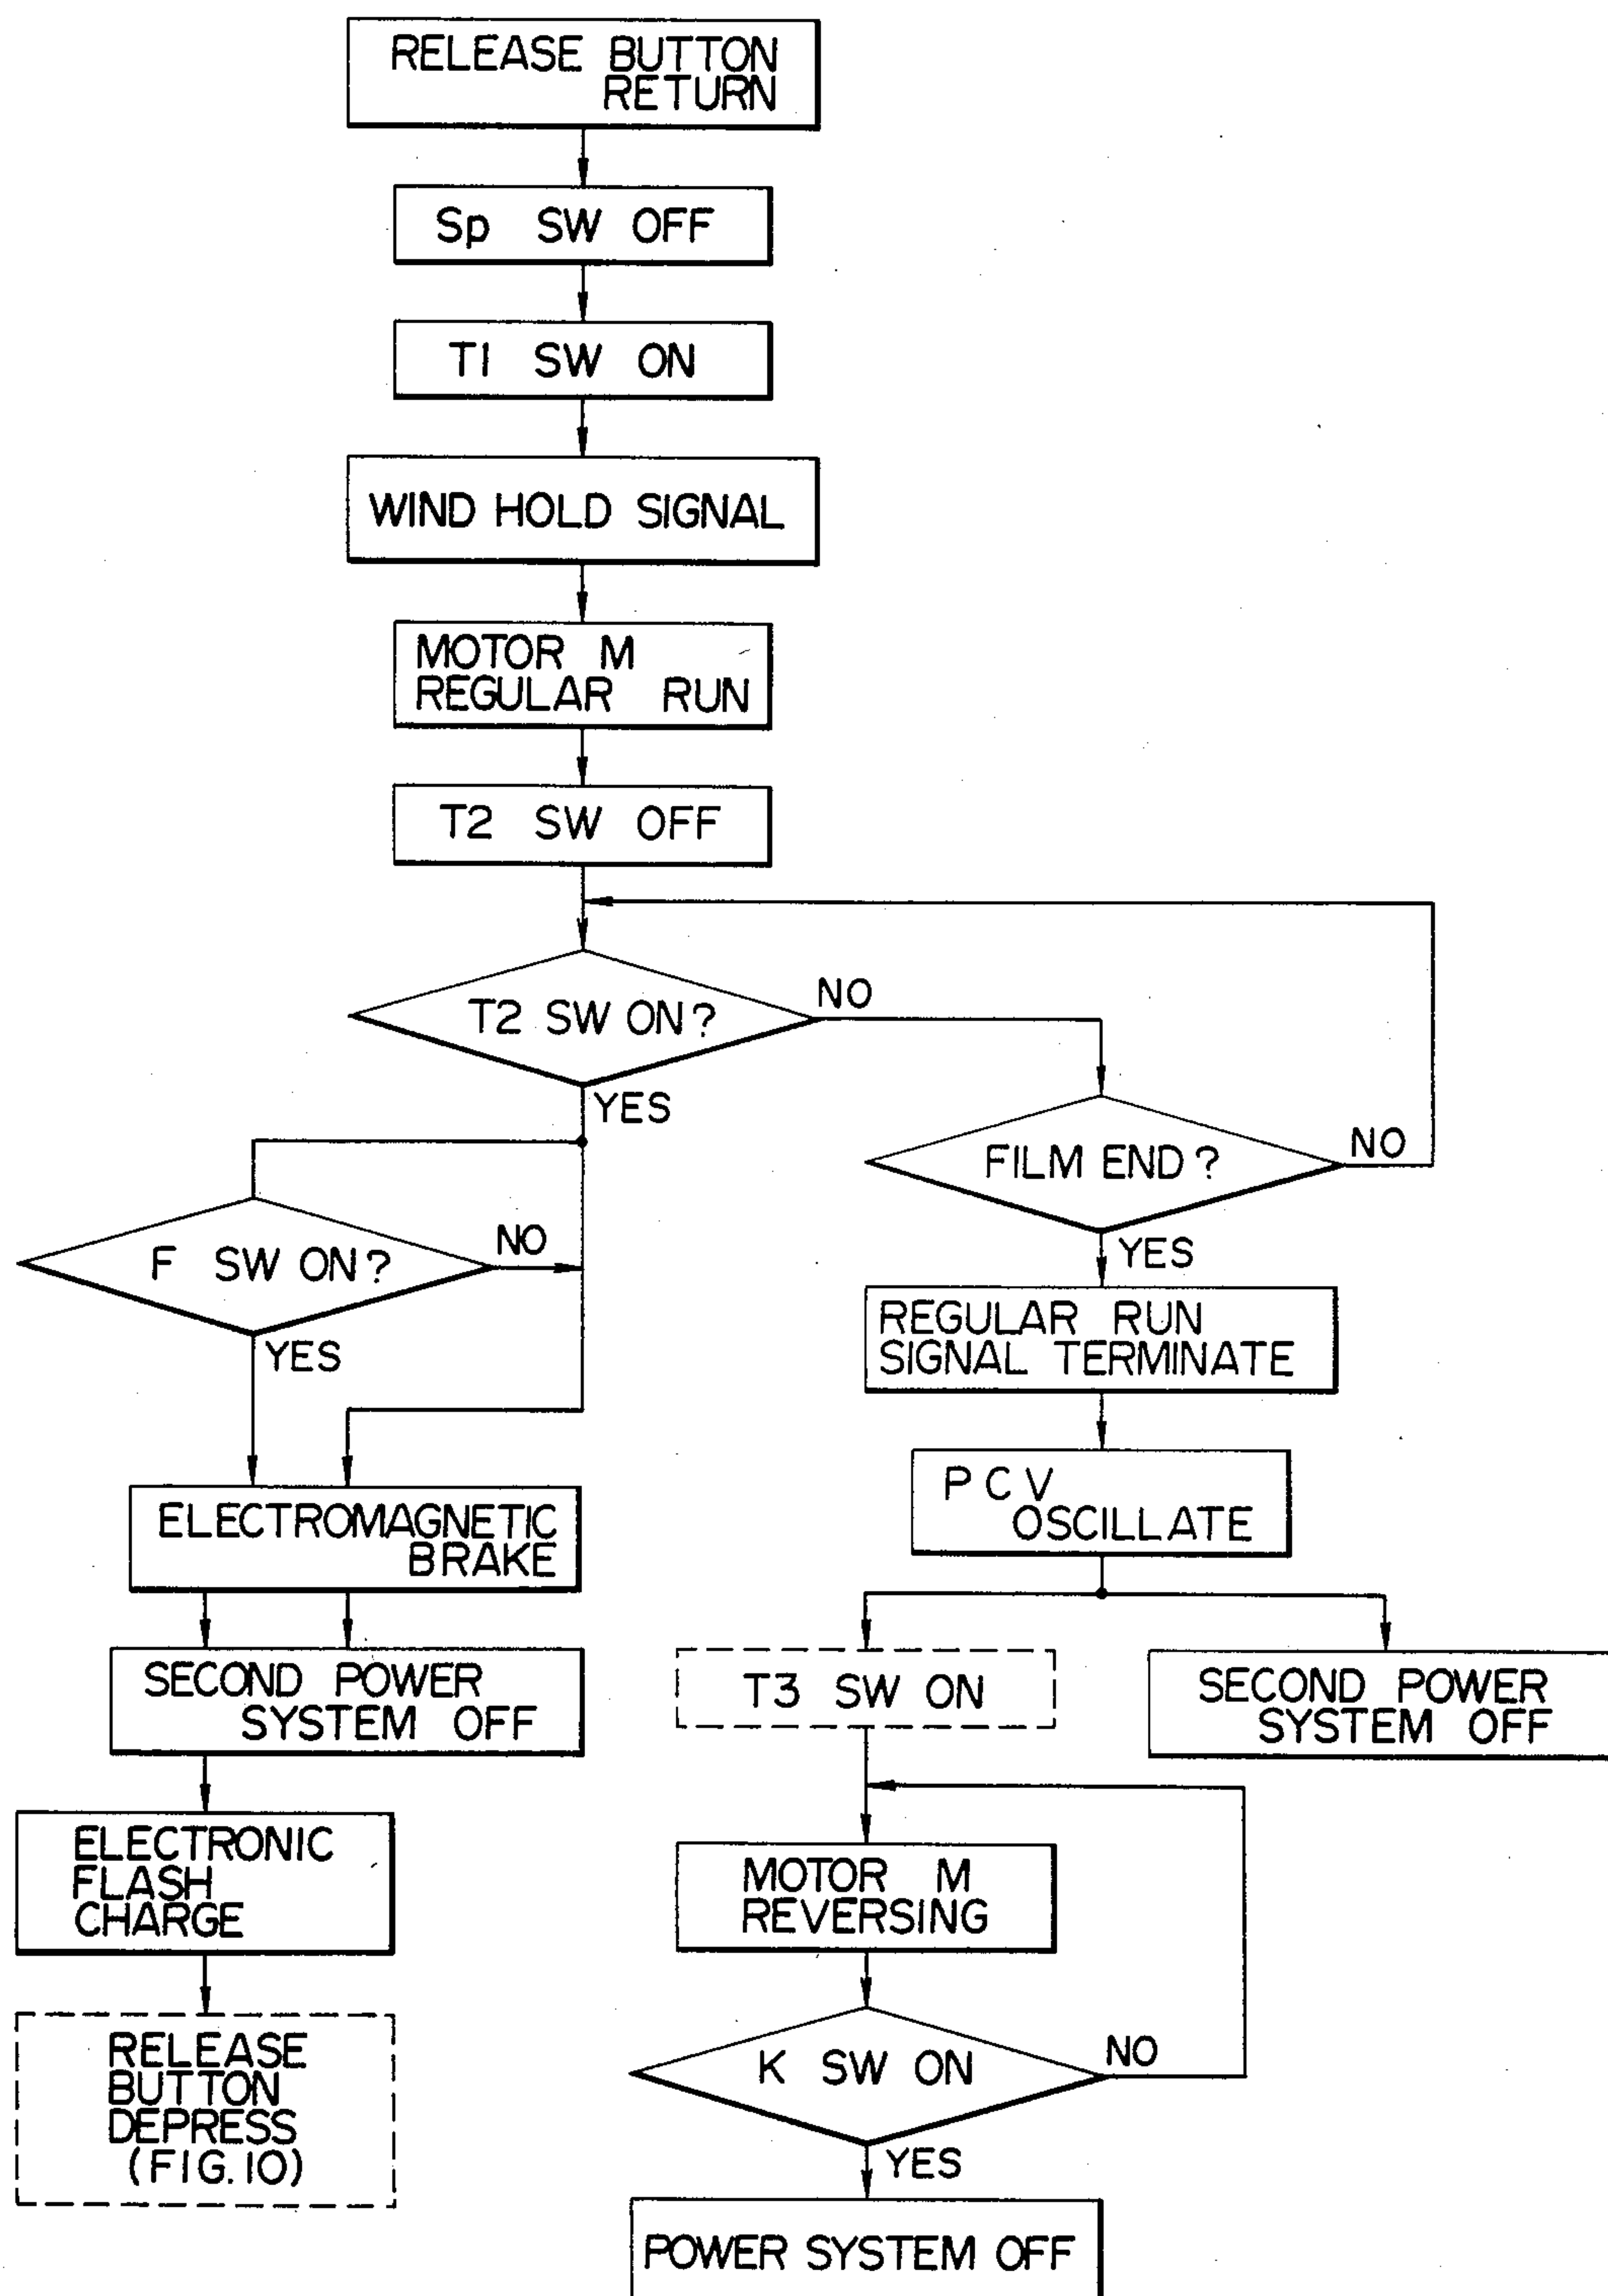 RELEASE BUTTON
RETURN
Sp SW OFF
T1 SW ON
WIND HOLD SIGNAL
MOTOR M
REGULAR RUN
T2 SW OFF
T2 SW ON?
NO
YES
FILM END?
NO
F SW ON?
NO
YES
YES
REGULAR RUN
SIGNAL TERMINATE
PCV
OSCILLATE
ELECTROMAGNETIC
BRAKE
SECOND POWER
SYSTEM OFF
T3 SW ON
SECOND POWER
SYSTEM OFF
ELECTRONIC
FLASH
CHARGE
MOTOR M
REVERSING
RELEASE
BUTTON
DEPRESS
(FIG. 10)
K SW ON
NO
YES
POWER SYSTEM OFF